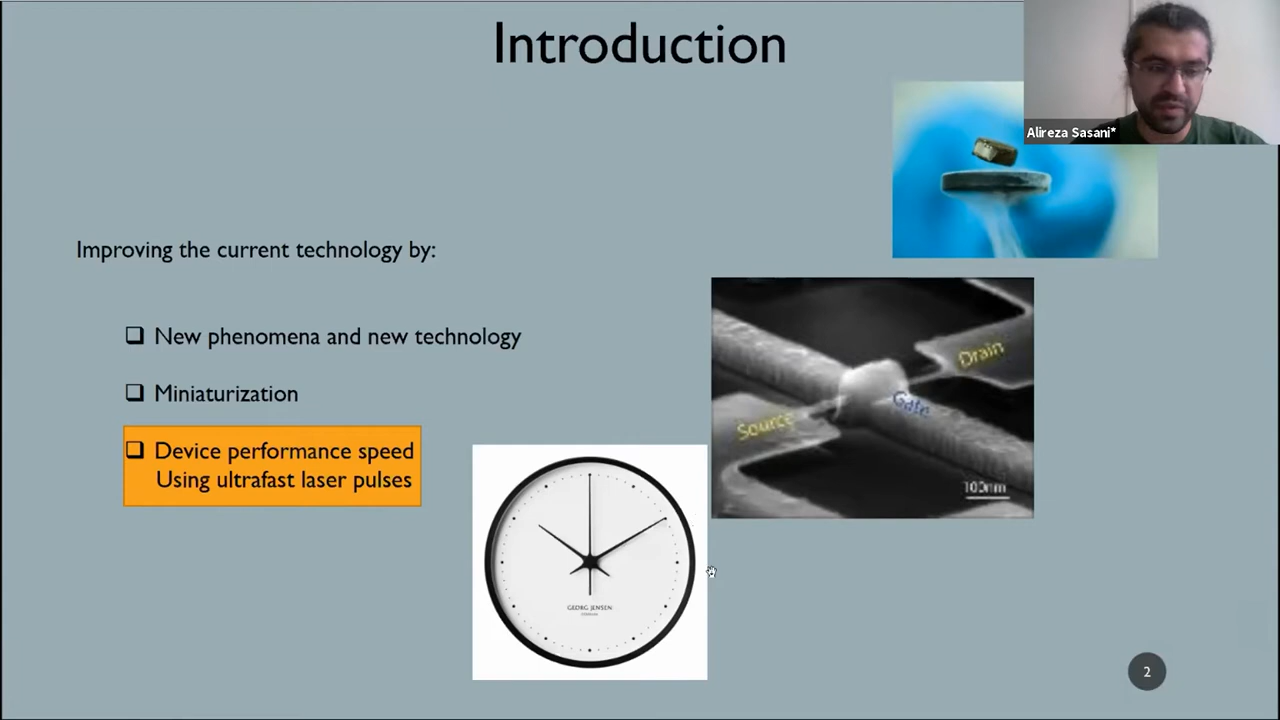 Introduction
Alireza Sasani*
Improving the current technology by:
New phenomena and new technology
Miniaturization
Device performance speed
Using ultrafast laser pulses
Drain
Gate
Source
100nm
GEORG JENSEN
2